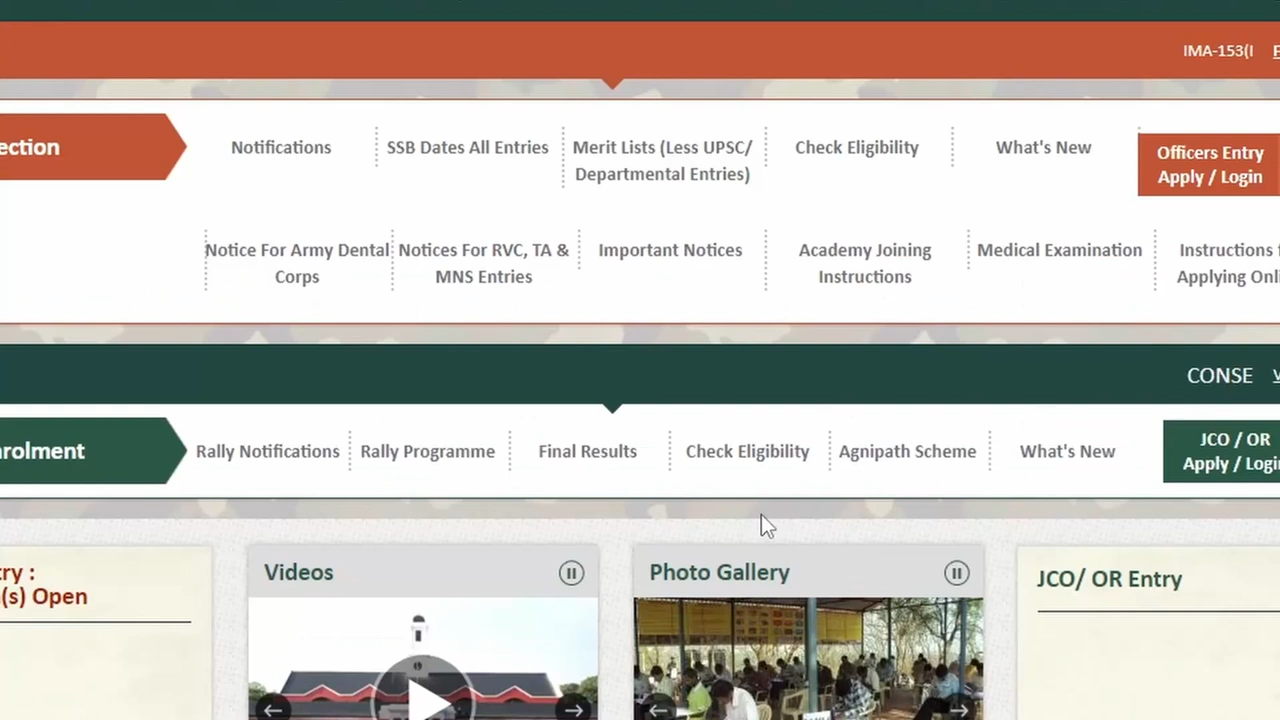 IMA-153(I
ection
Notifications
SSB Dates All Entries
Merit Lists (Less UPSC/
Departmental Entries)
Check Eligibility
What's New
Officers Entry
Apply / Login
Notice For Army Dental
Corps
Notices For RVC, TA &
MNS Entries
Important Notices
Academy Joining
Instructions
Medical Examination
Instructions f
Applying Onli
CONSE
nrolment
Rally Notifications
Rally Programme
Final Results
Check Eligibility
Agnipath Scheme
What's New
JCO / OR
Apply / Login
try :
n(s) Open
Videos
Photo Gallery
JCO/ OR Entry